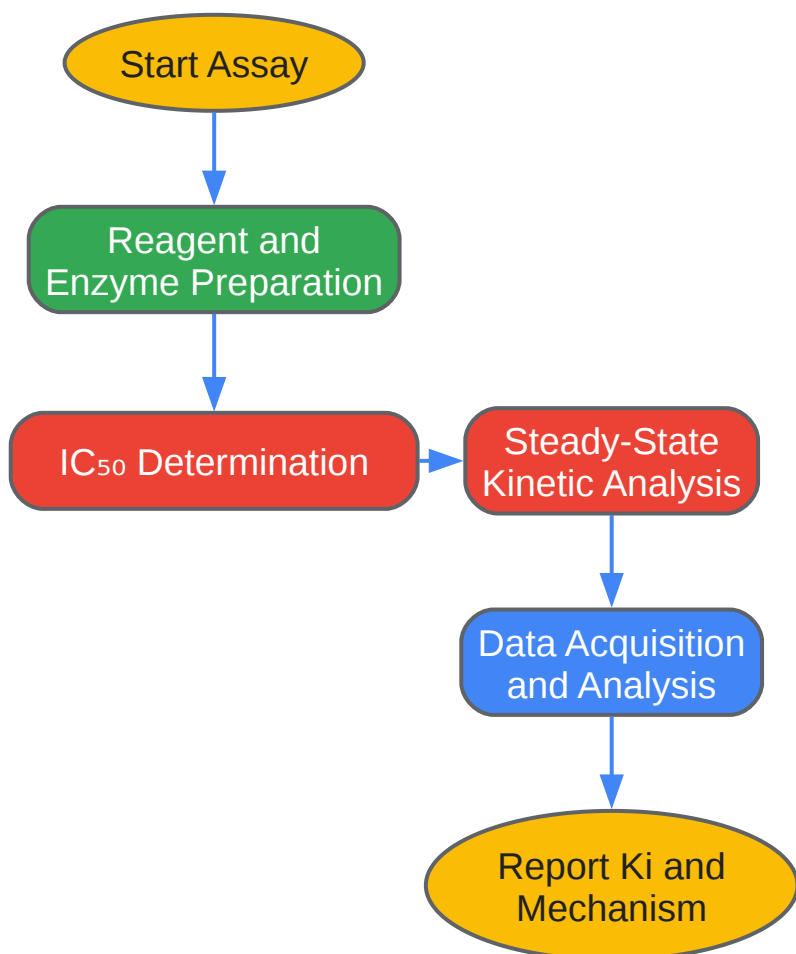 Start Assay
Reagent and
Enzyme Preparation
IC₅₀ Determination
Steady-State
Kinetic Analysis
Data Acquisition
and Analysis
Report Ki and
Mechanism